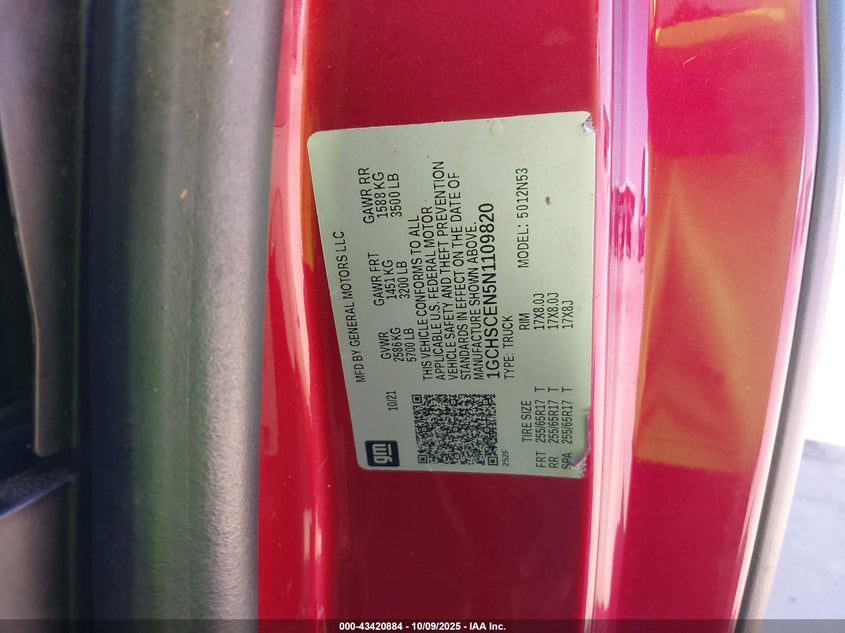 MFD BY GENERAL MOTORS LLC
gm
10/21
GVWR GAWR FRT GAWR RR
2586 KG 1451 KG 1588 KG
5700 LB 3200 LB 3500 LB
THIS VEHICLE CONFORMS TO ALL
APPLICABLE U.S. FEDERAL MOTOR
VEHICLE SAFETY AND THEFT PREVENTION
STANDARDS IN EFFECT ON THE DATE OF
MANUFACTURE SHOWN ABOVE.
1GCHSCEN5N1109820
252F TYPE: TRUCK MODEL: 5012N53
TIRE SIZE RIM
FRT 255/65R17 T 17X8.0J
RR 255/65R17 T 17X8.0J
SPA 255/65R17 T 17X8J
000-43420884 - 10/09/2025 - IAA Inc.